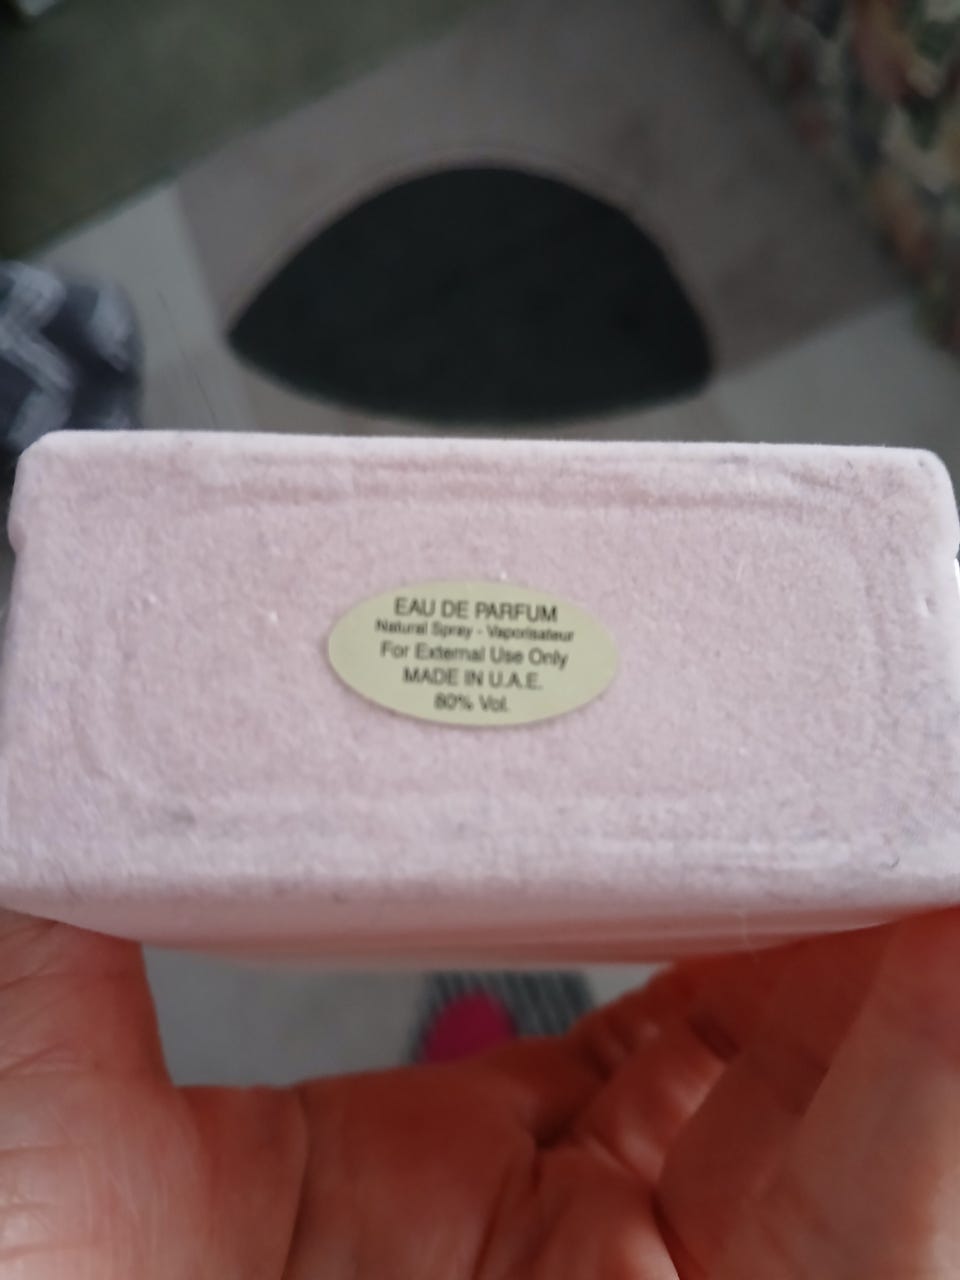 EAU DE PARFUM
Natural Spray - Vaporisateur
For External Use Only
MADE IN U.A.E.
80% Vol.